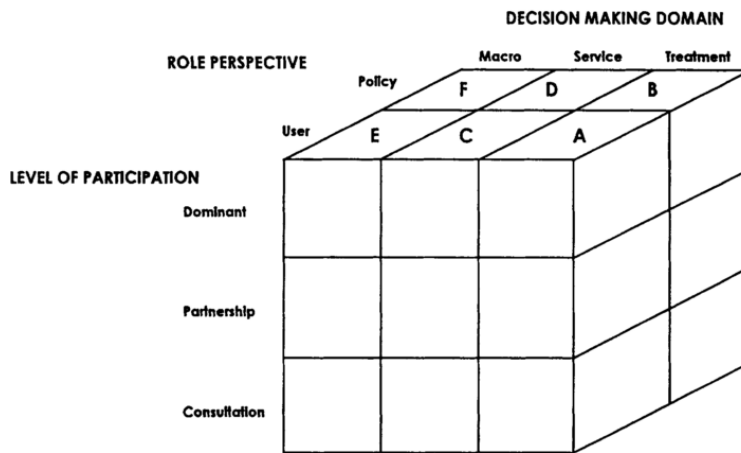 DECISION MAKING DOMAIN
Macro Service Treatment
ROLE PERSPECTIVE
Policy F D B
User E C A
LEVEL OF PARTICIPATION
Dominant
Partnership
Consultation